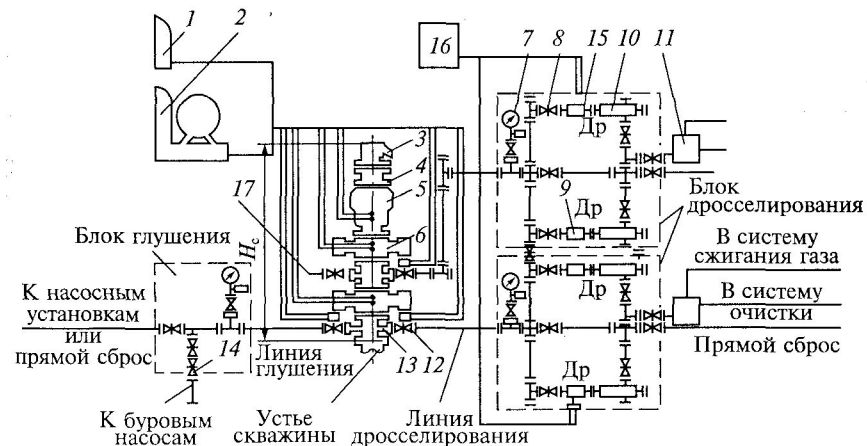 1
2
16
7
8
15
10
11
Др
3
4
5
6
17
9
Др
Блок
дросселирования
Блок глушения
Hс
В систему
сжигания газа
К насосным
установкам
или
прямой сброс
Др
В систему
очистки
14
Линия
глушения
13
12
Прямой сброс
Др
К буровым
насосам
Устье
скважины
Линия
дросселирования